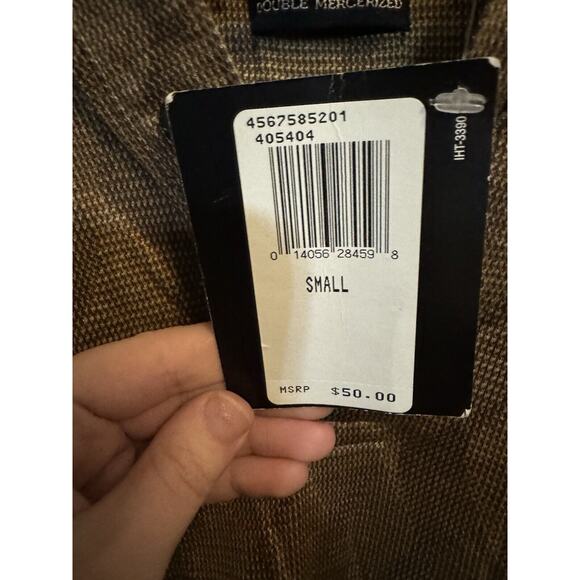 DOUBLE MERCERIZED
4567585201
405404
IHT-3390
0 14056 28459 8
SMALL
MSRP $50.00